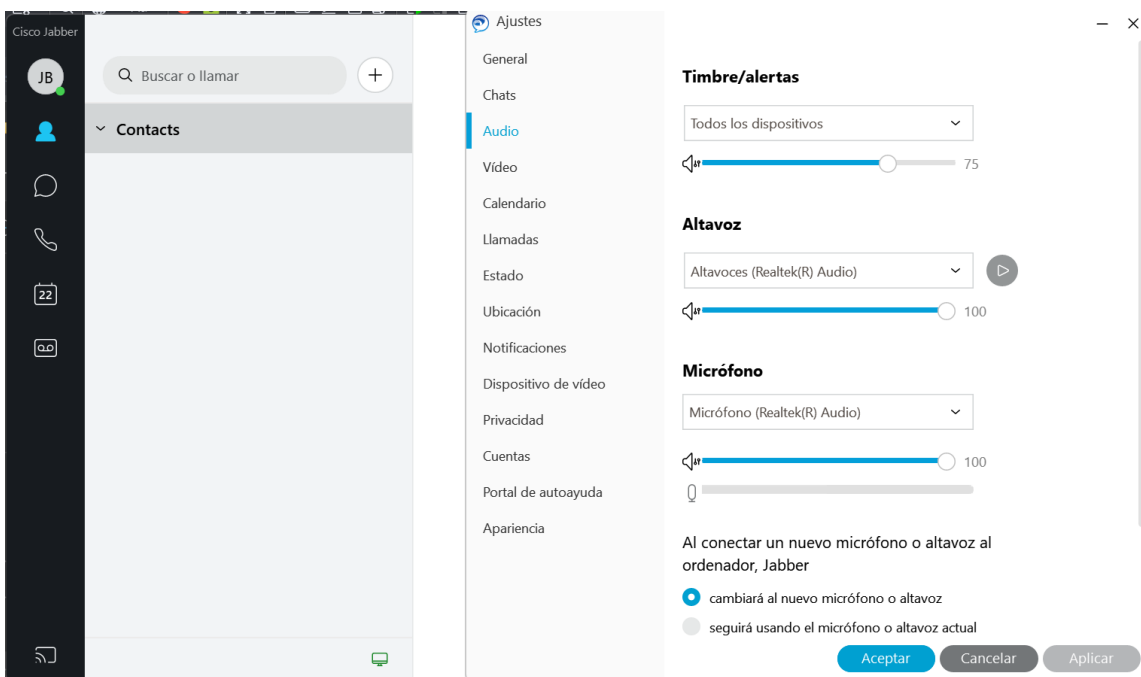 Cisco Jabber
JB
Buscar o llamar
Contacts
22
Ajustes
General
Chats
Audio
Vídeo
Calendario
Llamadas
Estado
Ubicación
Notificaciones
Dispositivo de vídeo
Privacidad
Cuentas
Portal de autoayuda
Apariencia
Timbre/alertas
Todos los dispositivos
75
Altavoz
Altavoces (Realtek(R) Audio)
100
Micrófono
Micrófono (Realtek(R) Audio)
100
Al conectar un nuevo micrófono o altavoz al
ordenador, Jabber
cambiará al nuevo micrófono o altavoz
seguirá usando el micrófono o altavoz actual
Aceptar
Cancelar
Aplicar